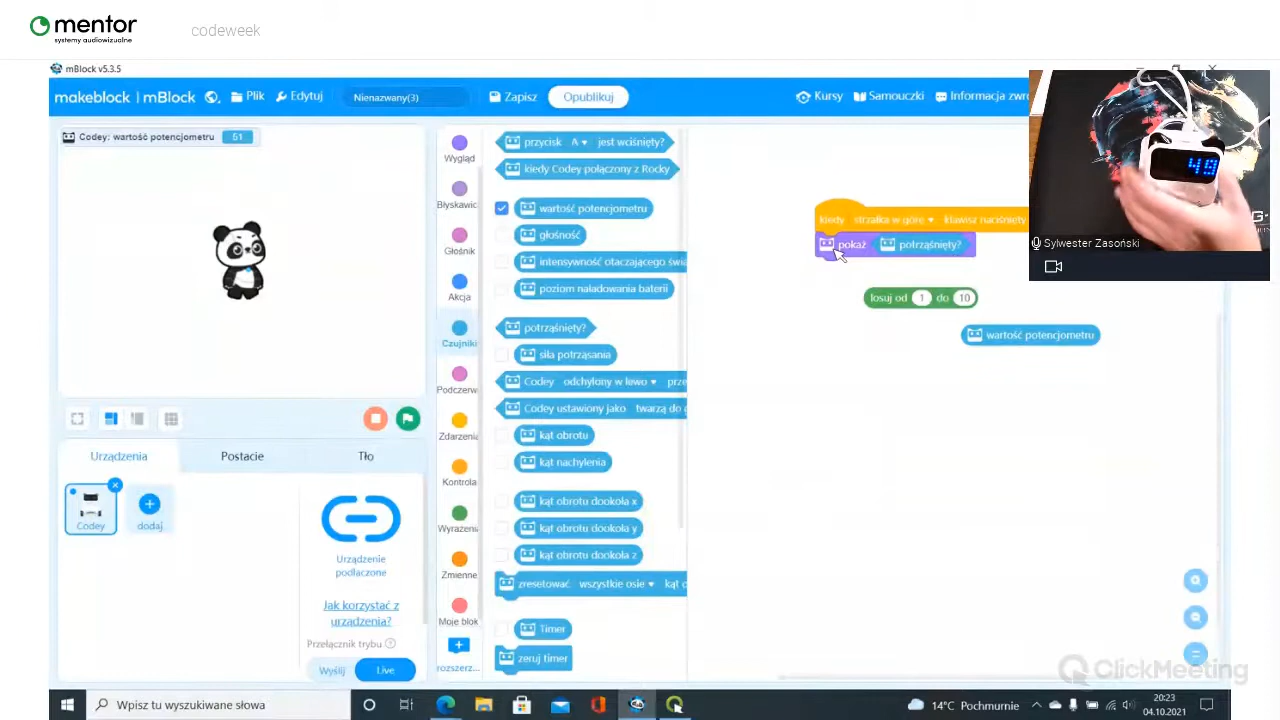 mentor
systemy audiowizualne
codeweek
mBlock v5.3.5
makeblock | mBlock
Plik
Edytuj
Nienazwany(3)
Zapisz
Opublikuj
Kursy
Samouczki
Informacja zwro
Codey: wartość potencjometru 51
Wygląd
Błyskawic
Głośnik
Akcja
Czujniki
Podczerw
Zdarzenia
Kontrola
Wyrażenia
Zmienne
Moje blok
rozszerz...
przycisk A jest wciśnięty?
kiedy Codey połączony z Rocky
wartość potencjometru
głośność
intensywność otaczającego świa
poziom naładowania baterii
potrząśnięty?
siła potrząsania
Codey odchylony w lewo prze
Codey ustawiony jako twarzą do g
kąt obrotu
kąt nachylenia
kąt obrotu dookoła x
kąt obrotu dookoła y
kąt obrotu dookoła z
zresetować wszystkie osie kąt o
Timer
zeruj timer
kiedy strzałka w górę klawisz naciśnięty
pokaż potrząśnięty?
losuj od 1 do 10
wartość potencjometru
49
Sylwester Zasoński
Urządzenia
Postacie
Tło
Codey
dodaj
Urządzenie
podłączone
Jak korzystać z
urządzenia?
Przełącznik trybu
Wyślij
Live
ClickMeeting
Wpisz tu wyszukiwane słowa
14°C Pochmurnie
20:23
04.10.2021